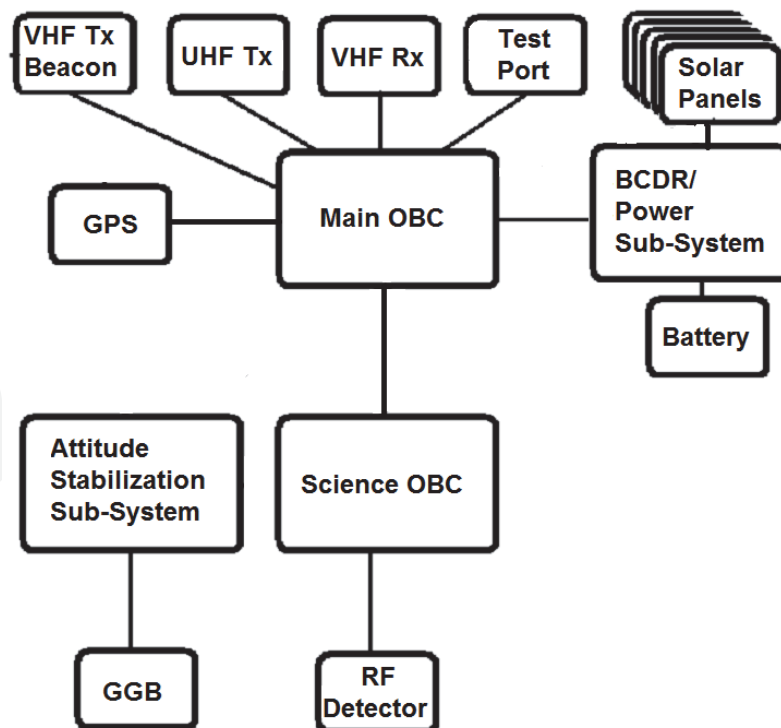 VHF Tx
Beacon
UHF Tx
VHF Rx
Test
Port
Solar
Panels
GPS
Main OBC
BCDR/
Power
Sub-System
Battery
Attitude
Stabilization
Sub-System
Science OBC
GGB
RF
Detector